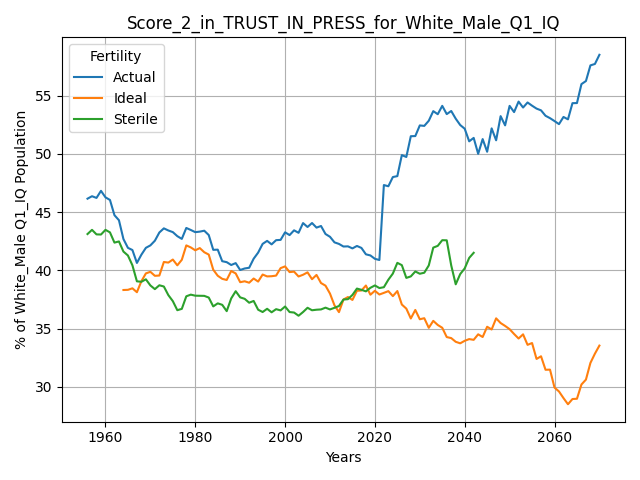 Score_2_in_TRUST_IN_PRESS_for_White_Male_Q1_IQ
Fertility
Actual
Ideal
Sterile
% of White_Male Q1_IQ Population
55
50
45
40
35
30
1960
1980
2000
2020
2040
2060
Years